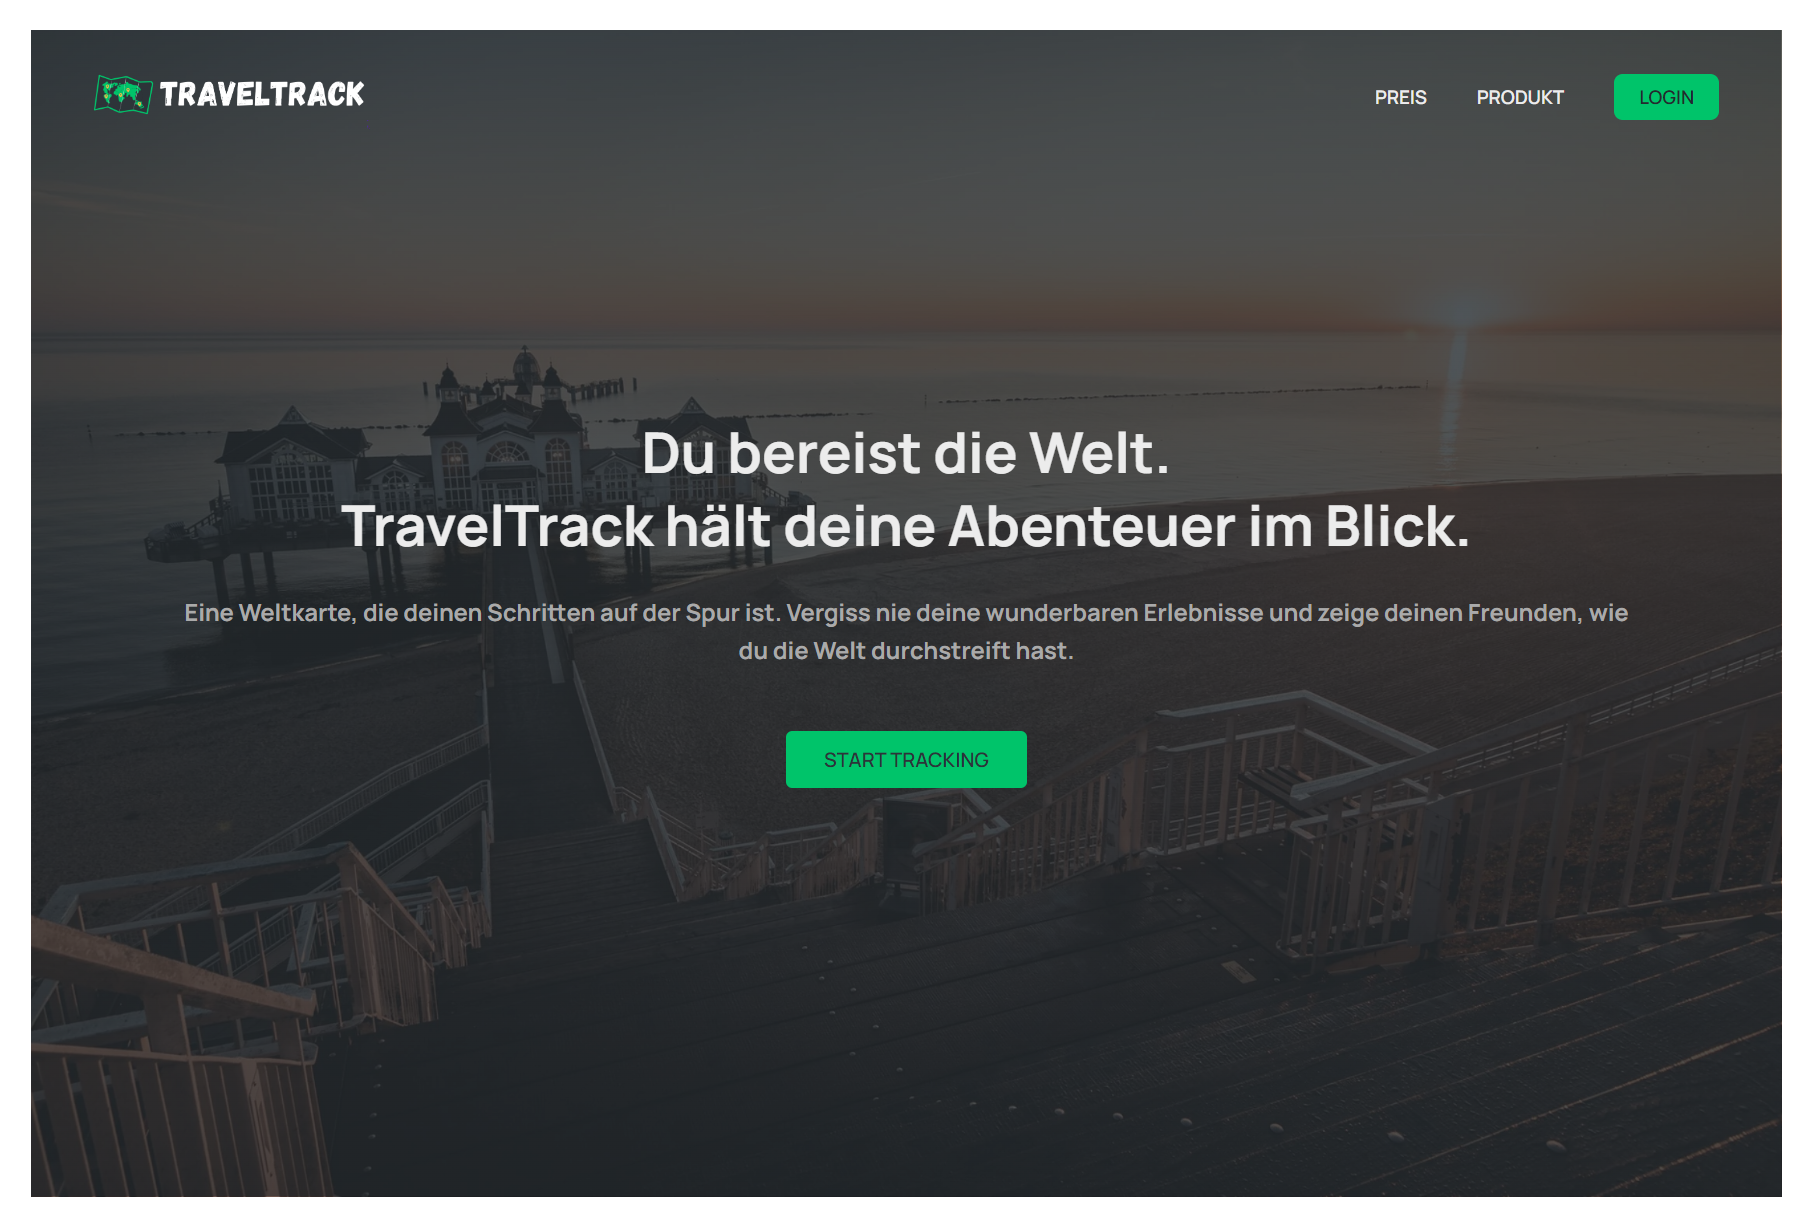 TRAVELTRACK
PREIS
PRODUKT
LOGIN
Du bereist die Welt.
TravelTrack hält deine Abenteuer im Blick.
Eine Weltkarte, die deinen Schritten auf der Spur ist. Vergiss nie deine wunderbaren Erlebnisse und zeige deinen Freunden, wie
du die Welt durchstreift hast.
START TRACKING